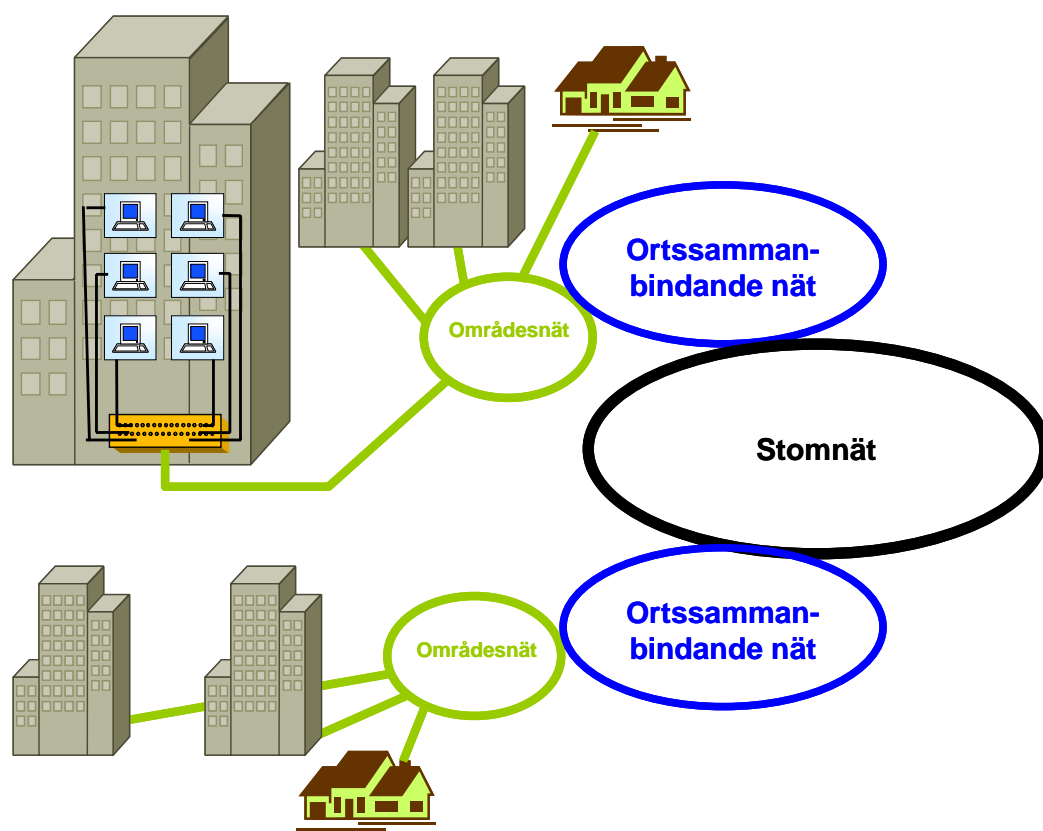 Ortssamman-
bindande nät
Områdesnät
Stomnät
Ortssamman-
bindande nät
Områdesnät